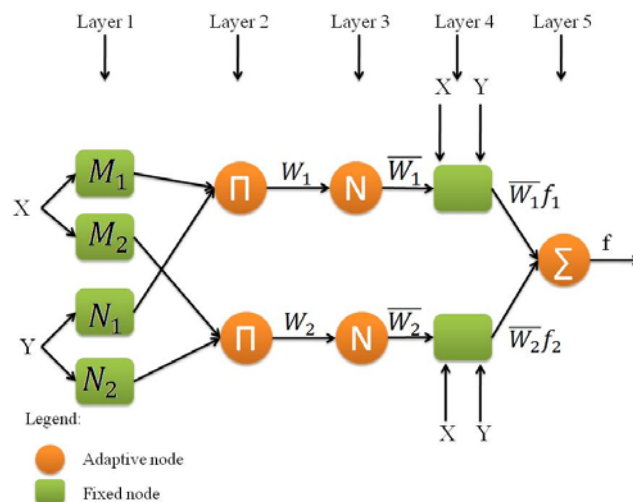 Layer 1 Layer 2 Layer 3 Layer 4 Layer 5
X Y
M₁ Π W₁ N W̅₁ W̅₁f₁
X
M₂
∑ f
N₁
Y Π W₂ N W̅₂ W̅₂f₂
N₂
X Y
Legend:
Adaptive node
Fixed node